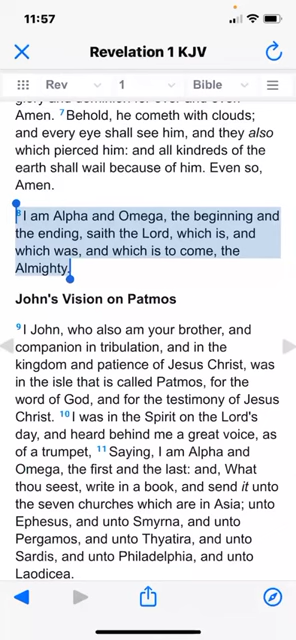 11:57
Revelation 1 KJV
Rev
1
Bible
glory and dominion for ever and ever.
Amen. 7Behold, he cometh with clouds;
and every eye shall see him, and they also
which pierced him: and all kindreds of the
earth shall wail because of him. Even so,
Amen.
8I am Alpha and Omega, the beginning and
the ending, saith the Lord, which is, and
which was, and which is to come, the
Almighty.
John's Vision on Patmos
9I John, who also am your brother, and
companion in tribulation, and in the
kingdom and patience of Jesus Christ, was
in the isle that is called Patmos, for the
word of God, and for the testimony of Jesus
Christ. 10I was in the Spirit on the Lord's
day, and heard behind me a great voice, as
of a trumpet, 11Saying, I am Alpha and
Omega, the first and the last: and, What
thou seest, write in a book, and send it unto
the seven churches which are in Asia; unto
Ephesus, and unto Smyrna, and unto
Pergamos, and unto Thyatira, and unto
Sardis, and unto Philadelphia, and unto
Laodicea.